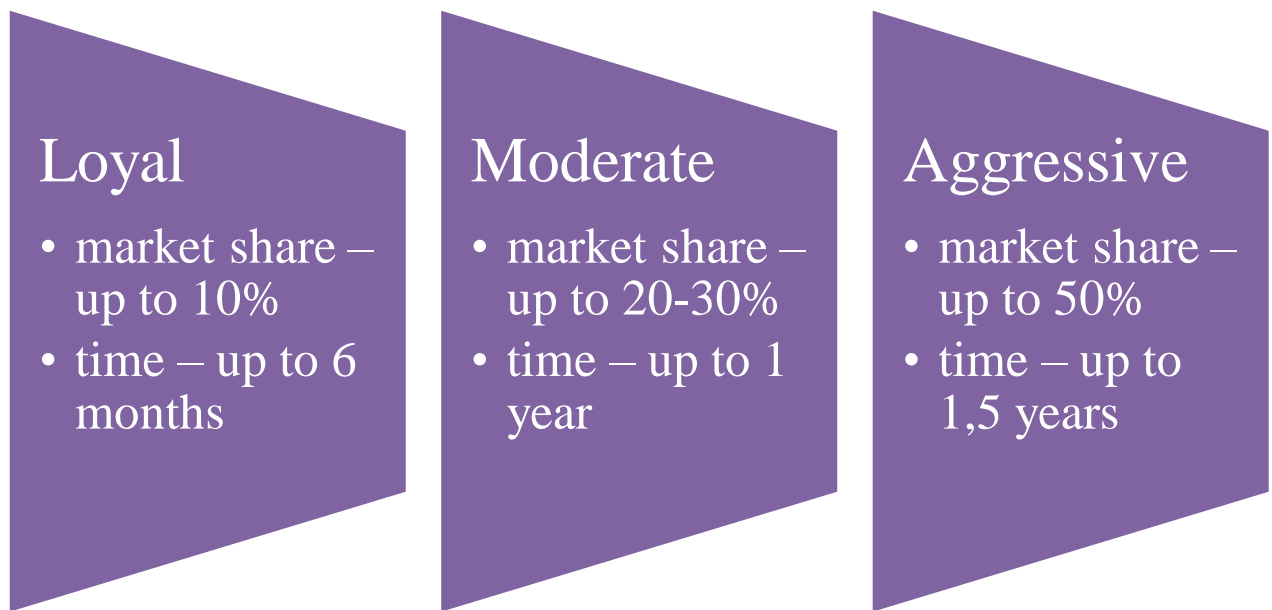 Loyal
• market share –
up to 10%
• time – up to 6
months
Moderate
• market share –
up to 20-30%
• time – up to 1
year
Aggressive
• market share –
up to 50%
• time – up to
1,5 years